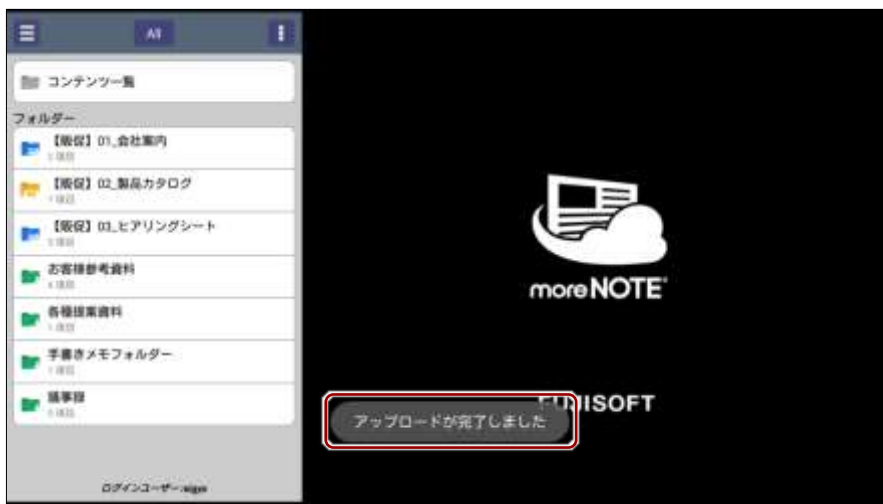 All
コンテンツ一覧
フォルダー
【販促】01_会社案内
【販促】02_製品カタログ
【販促】03_ヒアリングシート
お客様参考資料
各種提案資料
手書きメモフォルダー
議事録
moreNOTE
FUJISOFT
アップロードが完了しました
ログインユーザー: